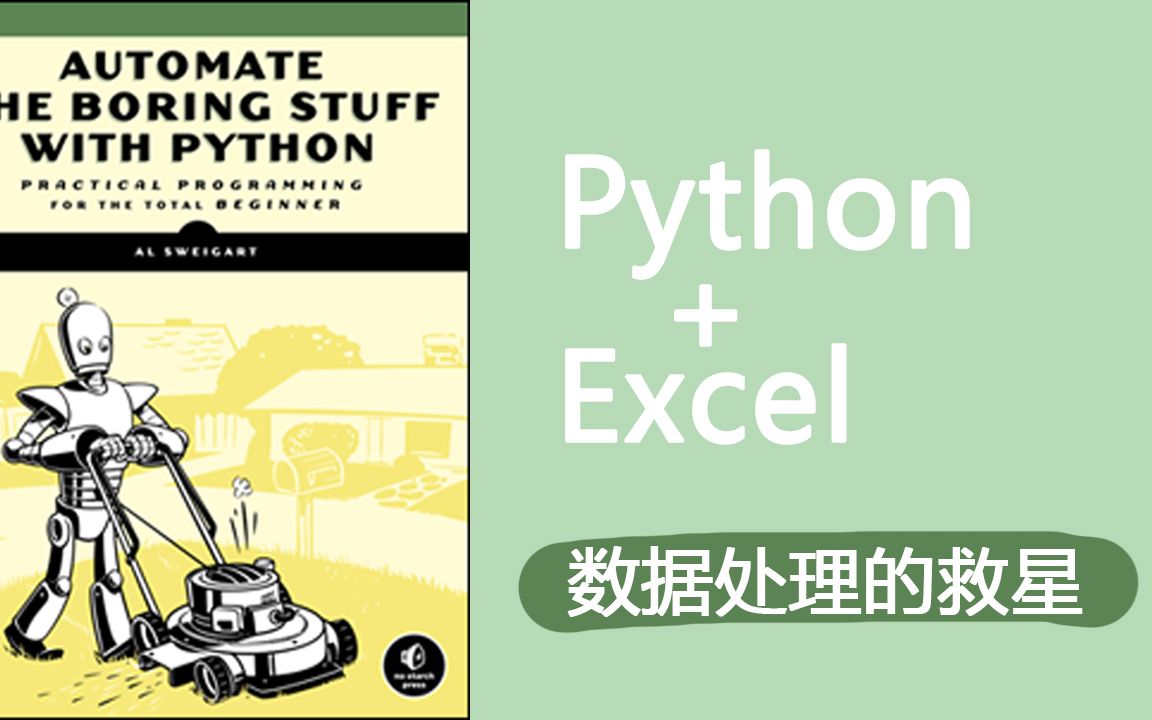 AUTOMATE
HE BORING STUFF
WITH PYTHON
PRACTICAL PROGRAMMING
FOR THE TOTAL BEGINNER
AL SWEIGART
no starch
press
Python
+
Excel
数据处理的救星